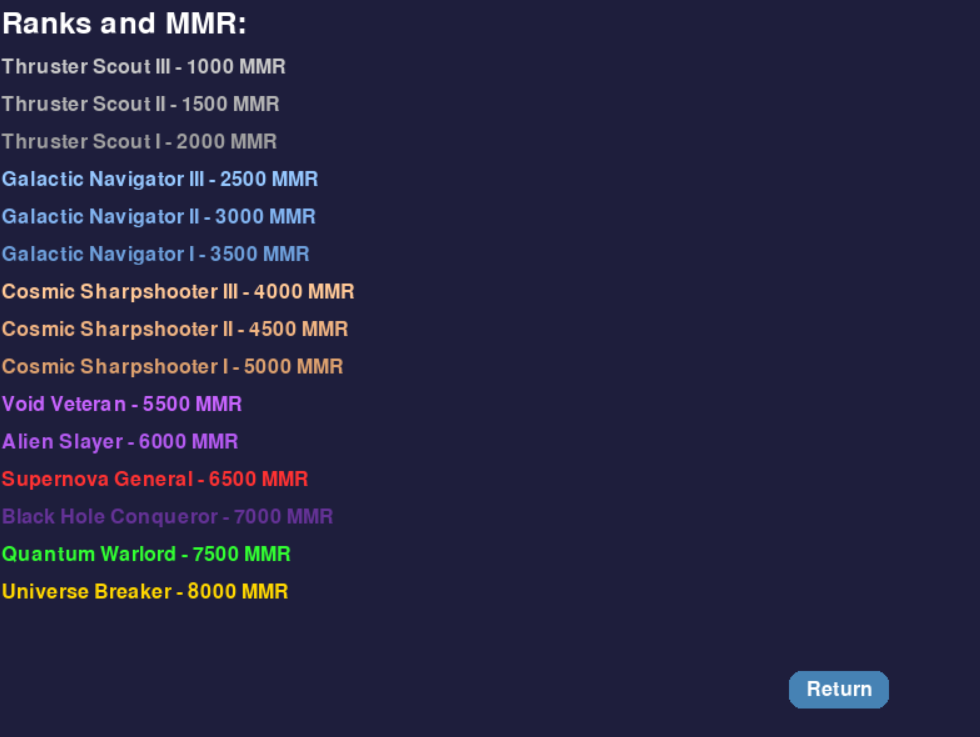 Ranks and MMR:
Thruster Scout III - 1000 MMR
Thruster Scout II - 1500 MMR
Thruster Scout I - 2000 MMR
Galactic Navigator III - 2500 MMR
Galactic Navigator II - 3000 MMR
Galactic Navigator I - 3500 MMR
Cosmic Sharpshooter III - 4000 MMR
Cosmic Sharpshooter II - 4500 MMR
Cosmic Sharpshooter I - 5000 MMR
Void Veteran - 5500 MMR
Alien Slayer - 6000 MMR
Supernova General - 6500 MMR
Black Hole Conqueror - 7000 MMR
Quantum Warlord - 7500 MMR
Universe Breaker - 8000 MMR
Return